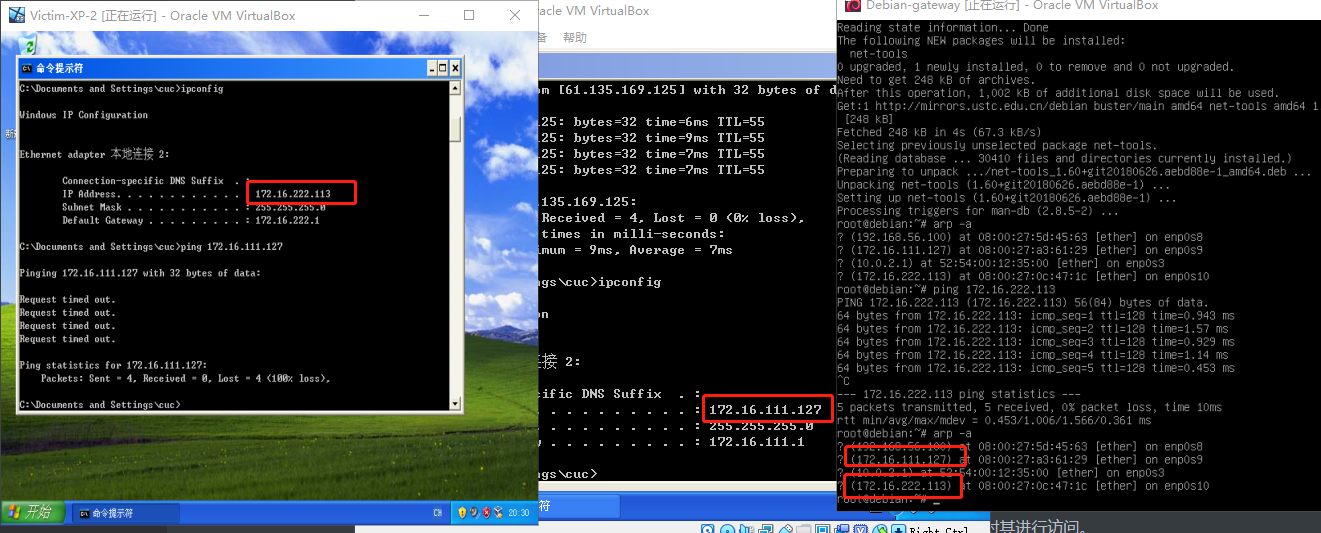 Victim-XP-2 [正在运行] - Oracle VM VirtualBox
命令提示符
C:\Documents and Settings\cuc>ipconfig
Windows IP Configuration
Ethernet adapter 本地连接 2:
Connection-specific DNS Suffix  . :
IP Address. . . . . . . . . . . . : 172.16.222.113
Subnet Mask . . . . . . . . . . . : 255.255.255.0
Default Gateway . . . . . . . . . : 172.16.222.1
C:\Documents and Settings\cuc>ping 172.16.111.127
Pinging 172.16.111.127 with 32 bytes of data:
Request timed out.
Request timed out.
Request timed out.
Request timed out.
Ping statistics for 172.16.111.127:
Packets: Sent = 4, Received = 0, Lost = 4 (100% loss),
C:\Documents and Settings\cuc>
开始
命令提示符
CH
20:30
Oracle VM VirtualBox
备 帮助
om [61.135.169.125] with 32 bytes of d
25: bytes=32 time=6ms TTL=55
25: bytes=32 time=9ms TTL=55
25: bytes=32 time=7ms TTL=55
25: bytes=32 time=7ms TTL=55
.135.169.125:
Received = 4, Lost = 0 (0% loss),
times in milli-seconds:
mum = 9ms, Average = 7ms
gs\cuc>ipconfig
on
连接 2:
cific DNS Suffix  . :
. . . . . . . . . : 172.16.111.127
. . . . . . . . . : 255.255.255.0
y . . . . . . . . : 172.16.111.1
gs\cuc>
符
Right Ctrl
Debian-gateway [正在运行] - Oracle VM VirtualBox
Reading state information... Done
The following NEW packages will be installed:
net-tools
0 upgraded, 1 newly installed, 0 to remove and 0 not upgraded.
Need to get 248 kB of archives.
After this operation, 1,002 kB of additional disk space will be used.
Get:1 http://mirrors.ustc.edu.cn/debian buster/main amd64 net-tools amd64 1
[248 kB]
Fetched 248 kB in 4s (67.3 kB/s)
Selecting previously unselected package net-tools.
(Reading database ... 30410 files and directories currently installed.)
Preparing to unpack .../net-tools_1.60+git20180626.aebd88e-1_amd64.deb ...
Unpacking net-tools (1.60+git20180626.aebd88e-1) ...
Setting up net-tools (1.60+git20180626.aebd88e-1) ...
Processing triggers for man-db (2.8.5-2) ...
root@debian:~# arp -a
? (192.168.56.100) at 08:00:27:5d:45:63 [ether] on enp0s8
? (172.16.111.127) at 08:00:27:a3:61:29 [ether] on enp0s9
? (10.0.2.1) at 52:54:00:12:35:00 [ether] on enp0s3
? (172.16.222.113) at 08:00:27:0c:47:1c [ether] on enp0s10
root@debian:~# ping 172.16.222.113
PING 172.16.222.113 (172.16.222.113) 56(84) bytes of data.
64 bytes from 172.16.222.113: icmp_seq=1 ttl=128 time=0.943 ms
64 bytes from 172.16.222.113: icmp_seq=2 ttl=128 time=1.57 ms
64 bytes from 172.16.222.113: icmp_seq=3 ttl=128 time=0.929 ms
64 bytes from 172.16.222.113: icmp_seq=4 ttl=128 time=1.14 ms
64 bytes from 172.16.222.113: icmp_seq=5 ttl=128 time=0.453 ms
^C
--- 172.16.222.113 ping statistics ---
5 packets transmitted, 5 received, 0% packet loss, time 10ms
rtt min/avg/max/mdev = 0.453/1.006/1.566/0.361 ms
root@debian:~# arp -a
? (192.168.56.100) at 08:00:27:5d:45:63 [ether] on enp0s8
? (172.16.111.127) at 08:00:27:a3:61:29 [ether] on enp0s9
? (10.0.2.1) at 52:54:00:12:35:00 [ether] on enp0s3
? (172.16.222.113) at 08:00:27:0c:47:1c [ether] on enp0s10
root@debian:~# _
对其进行访问。